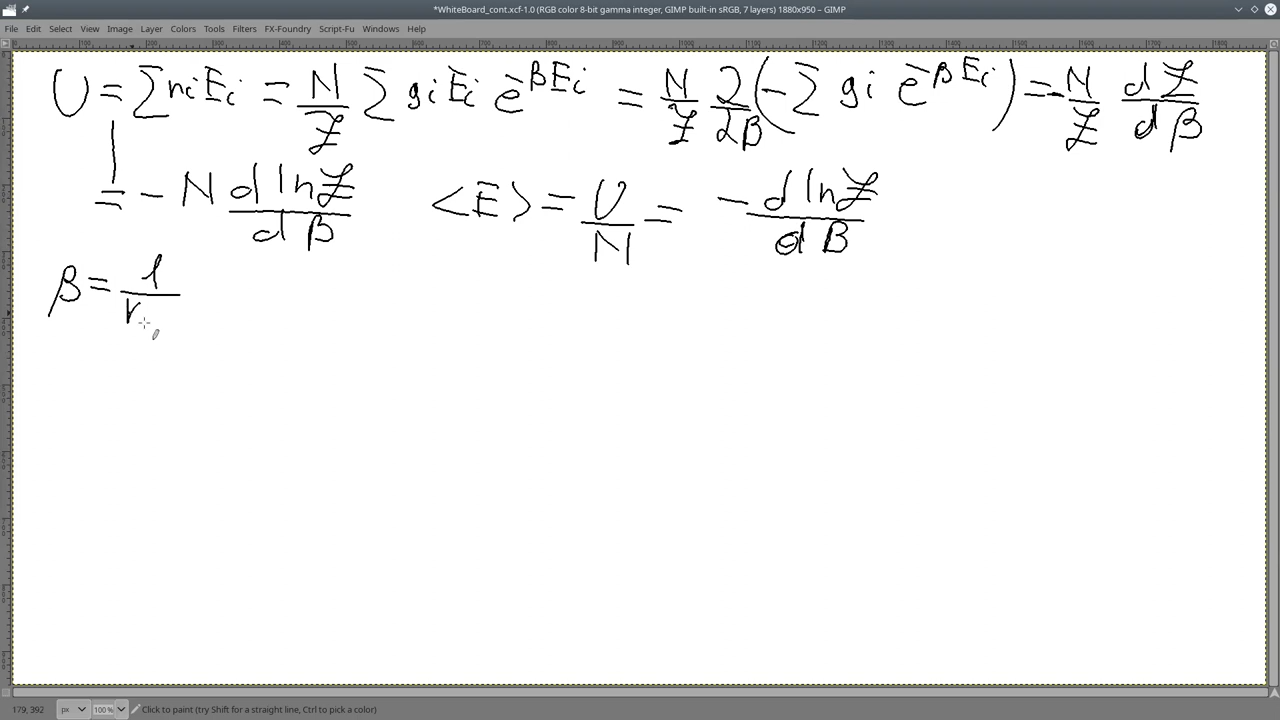 *WhiteBoard_cont.xcf-1.0 (RGB color 8-bit gamma integer, GIMP built-in sRGB, 7 layers) 1880x950 – GIMP
File Edit Select View Image Layer Colors Tools Filters FX-Foundry Script-Fu Windows Help
U = Σ niEi = N/Z Σ gi Ei e^-βEi = N/Z ∂/∂β (-Σ gi e^-βEi) = -N/Z dZ/dβ
= - N d lnZ/dβ <E> = U/N = - d lnZ/dβ
β = 1/
179, 392 px 100% Click to paint (try Shift for a straight line, Ctrl to pick a color)